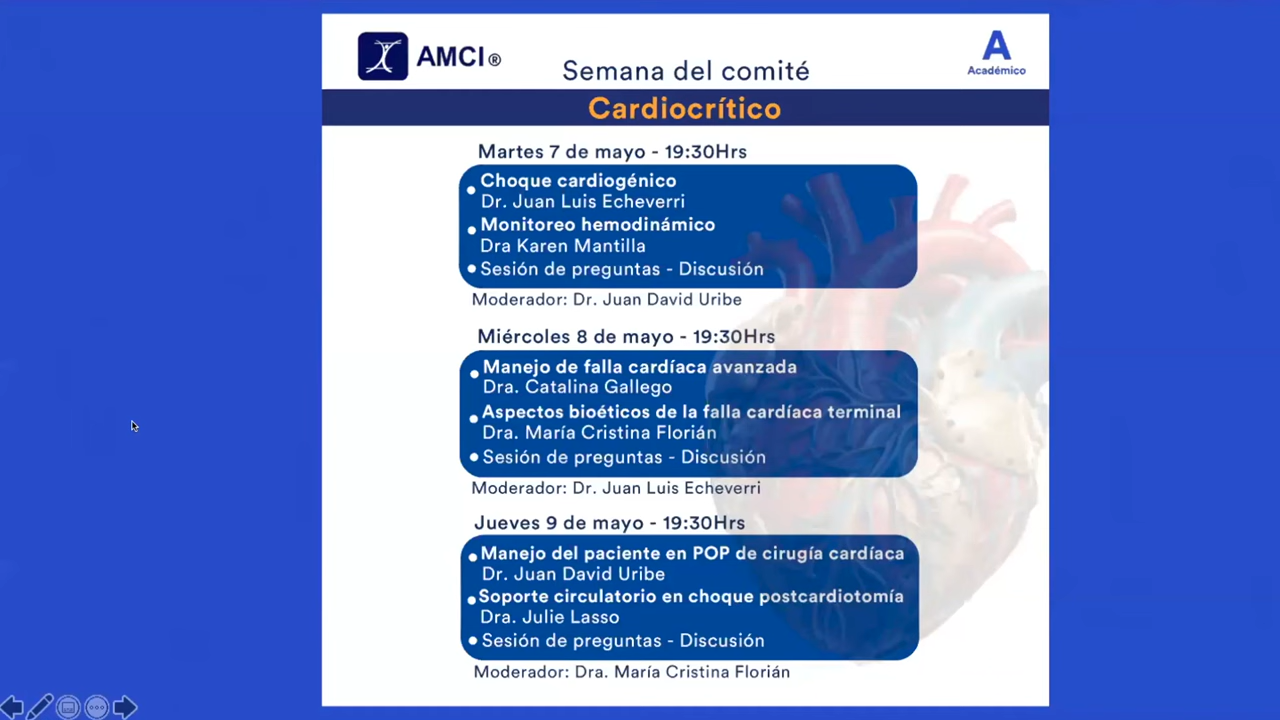 AMCI®
A
Académico
Semana del comité
Cardiocrítico
Martes 7 de mayo - 19:30Hrs
• Choque cardiogénico
Dr. Juan Luis Echeverri
• Monitoreo hemodinámico
Dra Karen Mantilla
• Sesión de preguntas - Discusión
Moderador: Dr. Juan David Uribe
Miércoles 8 de mayo - 19:30Hrs
• Manejo de falla cardíaca avanzada
Dra. Catalina Gallego
• Aspectos bioéticos de la falla cardíaca terminal
Dra. María Cristina Florián
• Sesión de preguntas - Discusión
Moderador: Dr. Juan Luis Echeverri
Jueves 9 de mayo - 19:30Hrs
• Manejo del paciente en POP de cirugía cardíaca
Dr. Juan David Uribe
• Soporte circulatorio en choque postcardiotomía
Dra. Julie Lasso
• Sesión de preguntas - Discusión
Moderador: Dra. María Cristina Florián